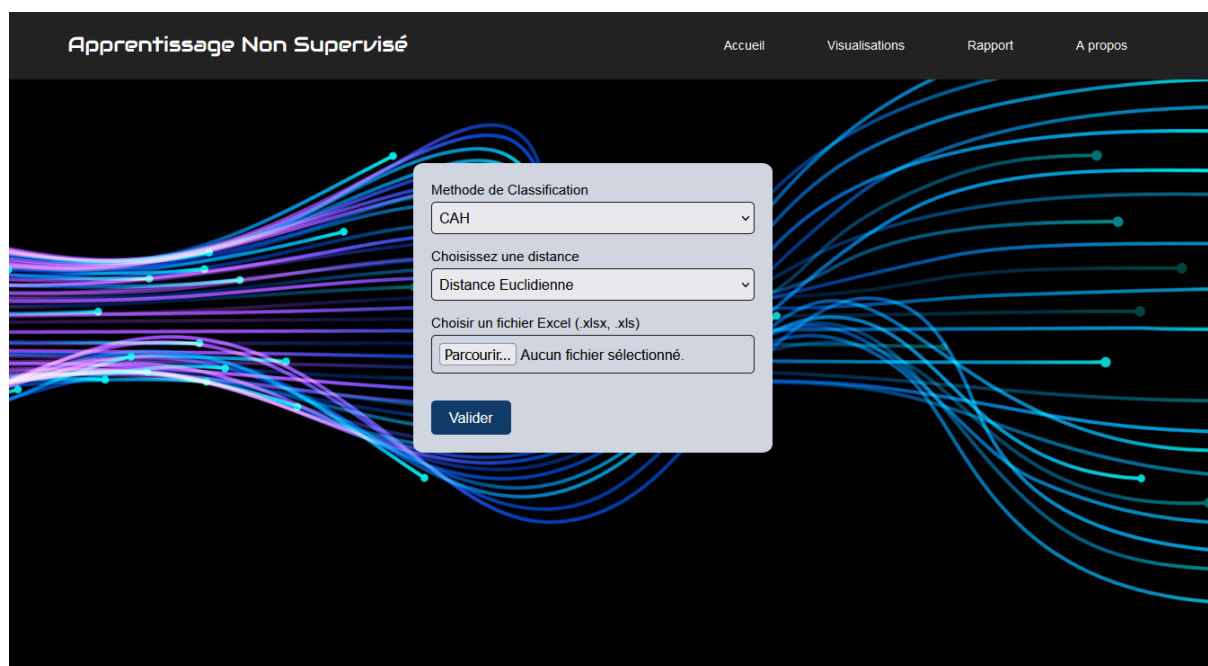 Apprentissage Non Supervisé
Accueil Visualisations Rapport A propos
Methode de Classification
CAH
Choisissez une distance
Distance Euclidienne
Choisir un fichier Excel (.xlsx, .xls)
Parcourir... Aucun fichier sélectionné.
Valider